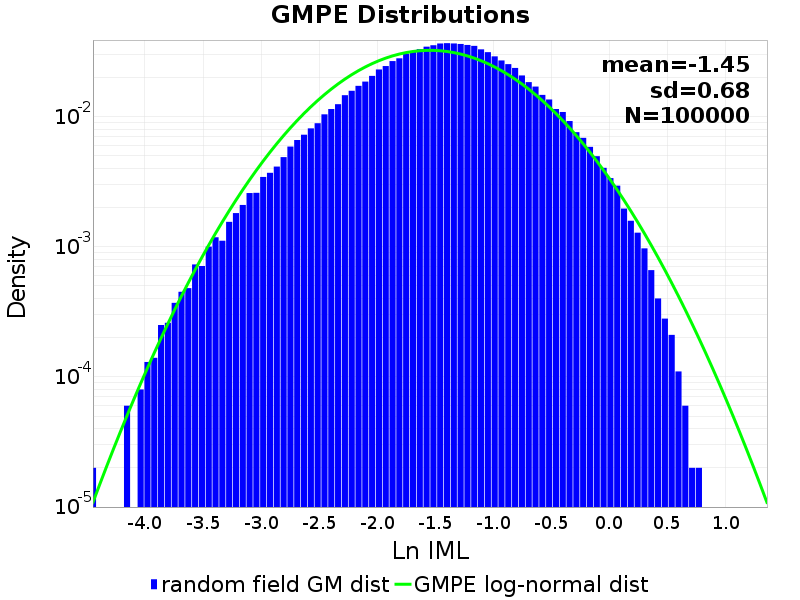 GMPE Distributions
mean=-1.45
sd=0.68
N=100000
Density
10-2
10-3
10-4
10-5
-4.0 -3.5 -3.0 -2.5 -2.0 -1.5 -1.0 -0.5 0.0 0.5 1.0
Ln IML
random field GM dist GMPE log-normal dist